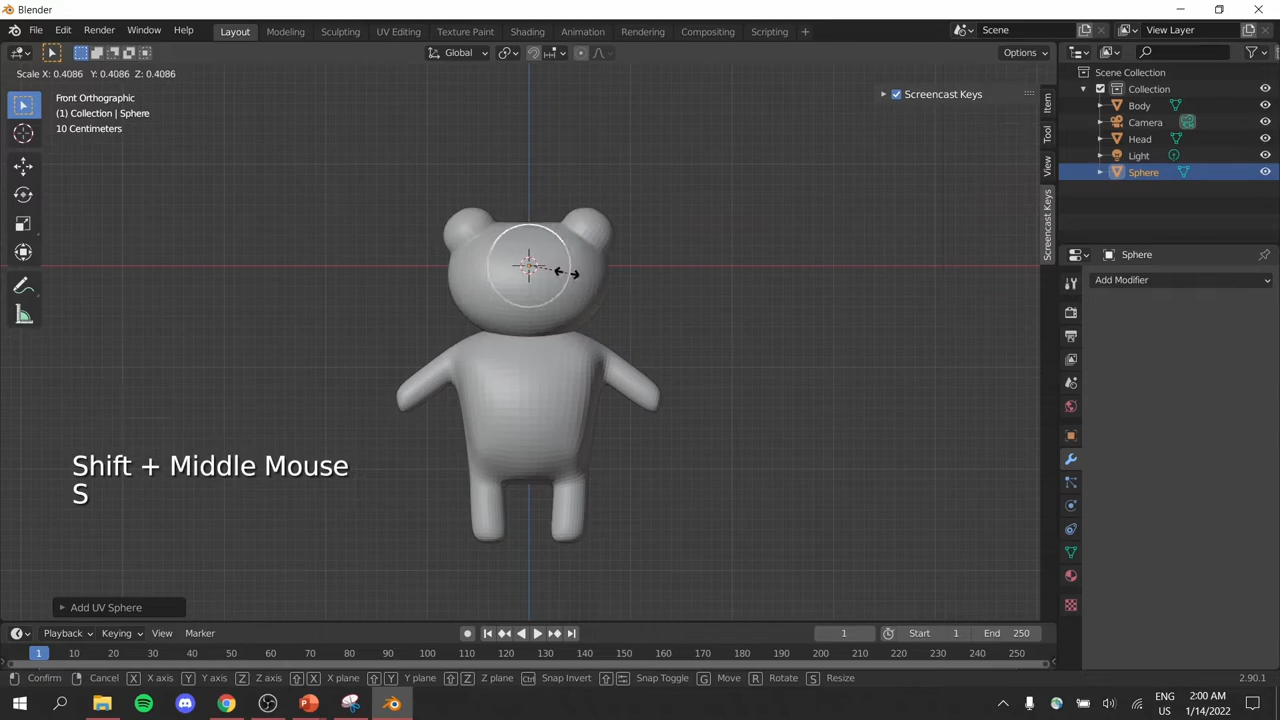 Blender
File Edit Render Window Help Layout Modeling Sculpting UV Editing Texture Paint Shading Animation Rendering Compositing Scripting + Scene View Layer
Global Options
Scale X: 0.4086 Y: 0.4086 Z: 0.4086
Front Orthographic
(1) Collection | Sphere
10 Centimeters
Screencast Keys
Item
Tool
View
Screencast Keys
Scene Collection
Collection
Body
Camera
Head
Light
Sphere
Sphere
Add Modifier
Shift + Middle Mouse
S
Add UV Sphere
Playback Keying View Marker 1 Start 1 End 250
1 10 20 30 40 50 60 70 80 90 100 110 120 130 140 150 160 170 180 190 200 210 220 230 240 250
Confirm Cancel X X axis Y Y axis Z Z axis X X plane Y Y plane Z Z plane Snap Invert Snap Toggle G Move R Rotate S Resize 2.90.1
ENG 2:00 AM
US 1/14/2022